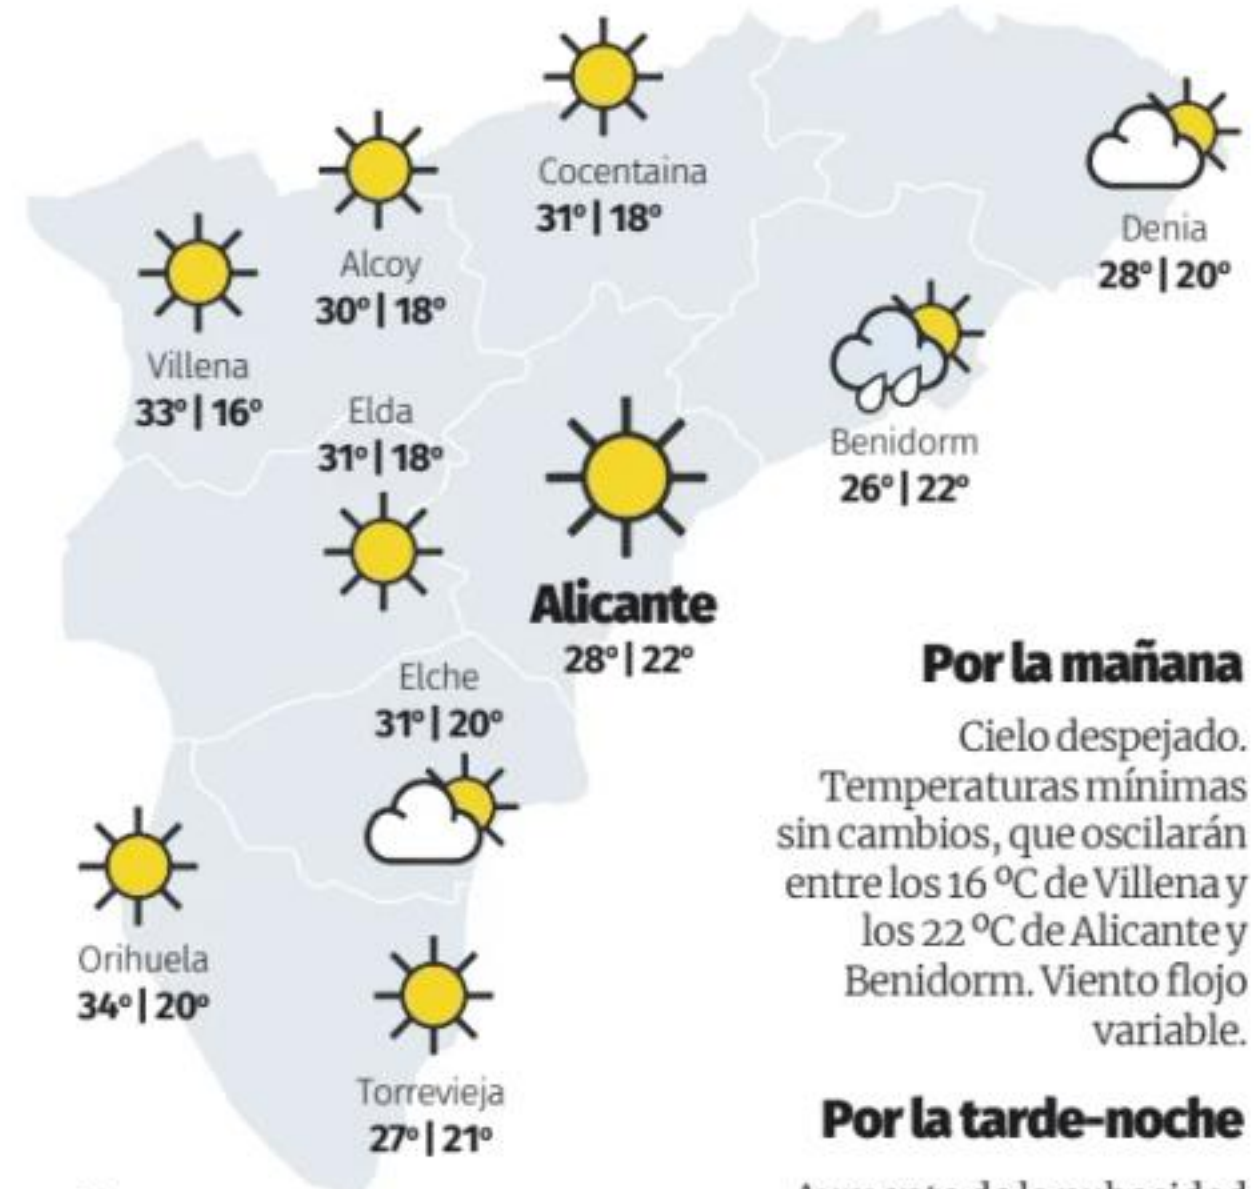 Cocentaina
31º | 18º
Denia
28º | 20º
Alcoy
30º | 18º
Villena
33º | 16º
Elda
31º | 18º
Benidorm
26º | 22º
Alicante
28º | 22º
Elche
31º | 20º
Orihuela
34º | 20º
Torrevieja
27º | 21º
Por la mañana
Cielo despejado.
Temperaturas mínimas
sin cambios, que oscilarán
entre los 16 ºC de Villena y
los 22 ºC de Alicante y
Benidorm. Viento flojo
variable.
Por la tarde-noche